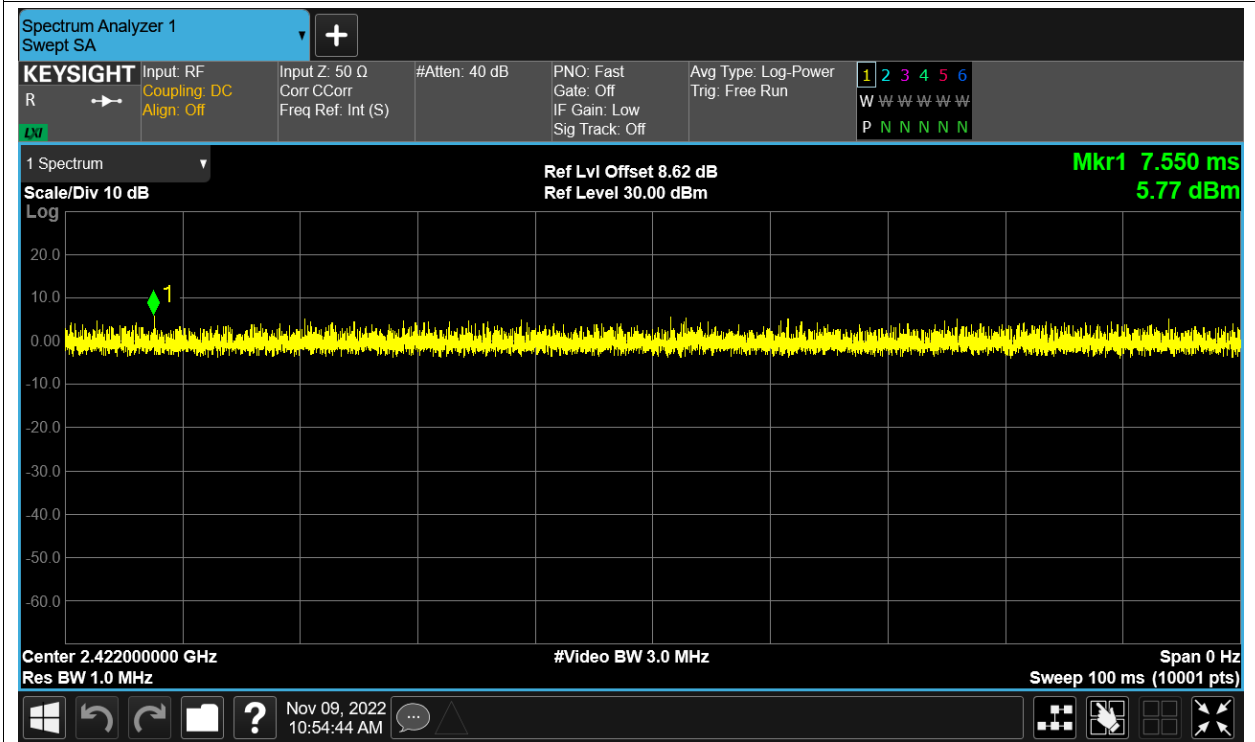 Spectrum Analyzer 1
Swept SA
KEYSIGHT
R
LXI
Input: RF
Coupling: DC
Align: Off
Input Z: 50 Ω
Corr CCorr
Freq Ref: Int (S)
#Atten: 40 dB
PNO: Fast
Gate: Off
IF Gain: Low
Sig Track: Off
Avg Type: Log-Power
Trig: Free Run
1 2 3 4 5 6
W W W W W W
P N N N N N
1 Spectrum
Scale/Div 10 dB
Ref Lvl Offset 8.62 dB
Ref Level 30.00 dBm
Mkr1 7.550 ms
5.77 dBm
Log
20.0
10.0
1
0.00
-10.0
-20.0
-30.0
-40.0
-50.0
-60.0
Center 2.422000000 GHz
#Video BW 3.0 MHz
Span 0 Hz
Res BW 1.0 MHz
Sweep 100 ms (10001 pts)
?
Nov 09, 2022
10:54:44 AM